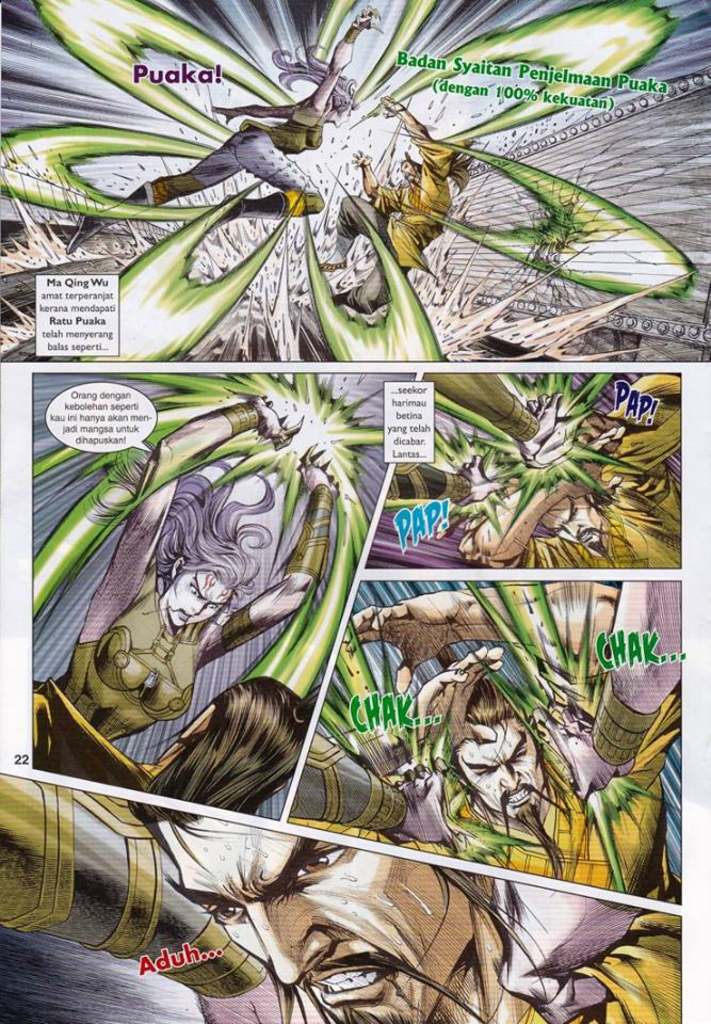 Puaka!
Badan Syaitan Penjelmaan Puaka
(dengan 100% kekuatan)
Ma Qing Wu
amat terperanjat
kerana mendapati
Ratu Puaka
telah menyerang
balas seperti...
Orang dengan
kebolehan seperti
kau ini hanya akan men-
jadi mangsa untuk
dihapuskan!
...seekor
harimau
betina
yang telah
dicabar.
Lantas...
PAP!
PAP!
CHAK...
CHAK...
22
Aduh...